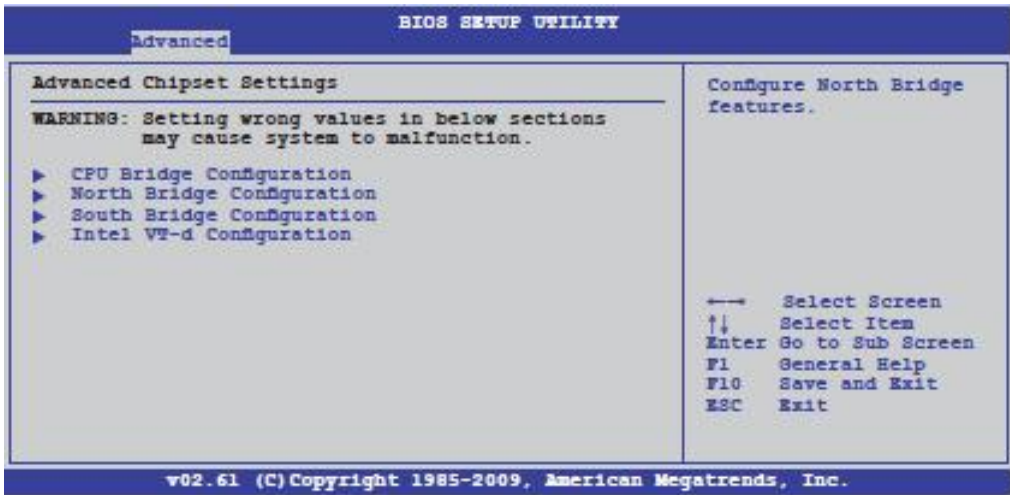 BIOS SETUP UTILITY
Advanced
Advanced Chipset Settings
WARNING: Setting wrong values in below sections
may cause system to malfunction.
▶ CPU Bridge Configuration
▶ North Bridge Configuration
▶ South Bridge Configuration
▶ Intel VT-d Configuration
Configure North Bridge
features.
←→ Select Screen
↑↓ Select Item
Enter Go to Sub Screen
F1 General Help
F10 Save and Exit
ESC Exit
v02.61 (C)Copyright 1985-2009, American Megatrends, Inc.